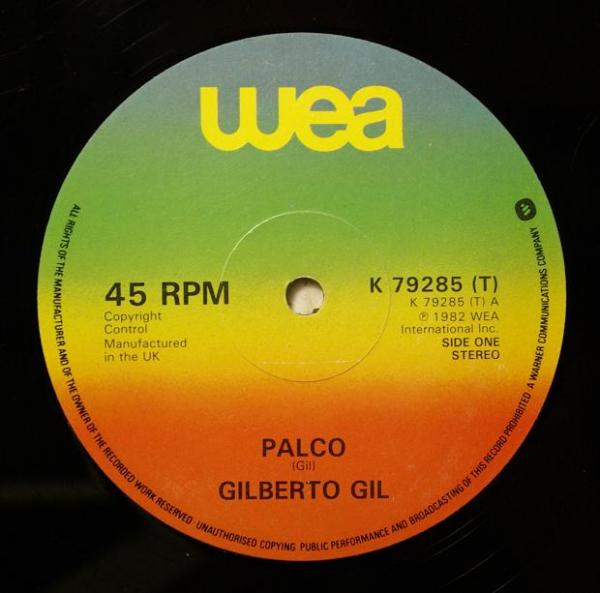 wea
45 RPM
Copyright
Control
Manufactured
in the UK
K 79285 (T)
K 79285 (T) A
℗ 1982 WEA
International Inc.
SIDE ONE
STEREO
PALCO
(Gil)
GILBERTO GIL
ALL RIGHTS OF THE MANUFACTURER AND OF THE OWNER OF THE RECORDED WORK RESERVED · UNAUTHORISED COPYING PUBLIC PERFORMANCE AND BROADCASTING OF THIS RECORD PROHIBITED · A WARNER COMMUNICATIONS COMPANY